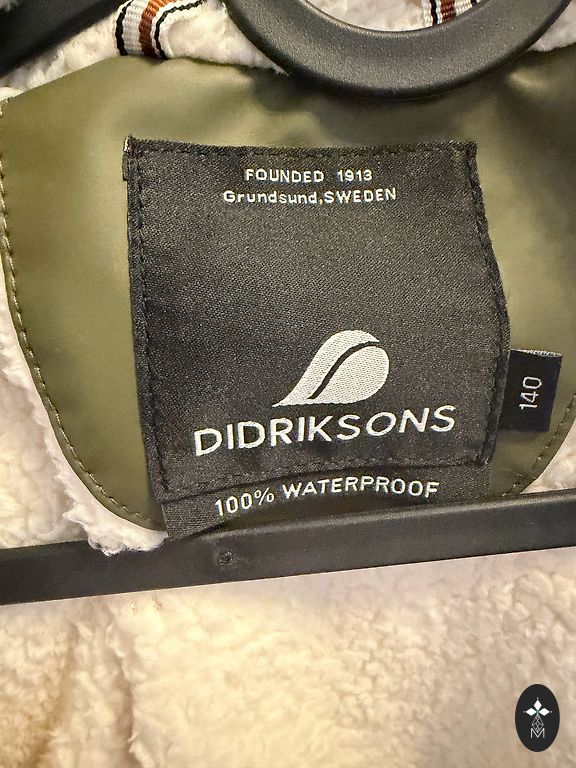 FOUNDED 1913
Grundsund,SWEDEN
DIDRIKSONS
140
100% WATERPROOF
M